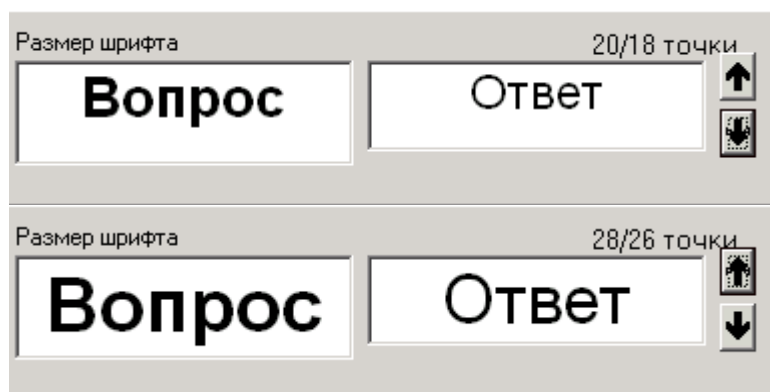 Размер шрифта 20/18 точки
Вопрос Ответ
Размер шрифта 28/26 точки
Вопрос Ответ